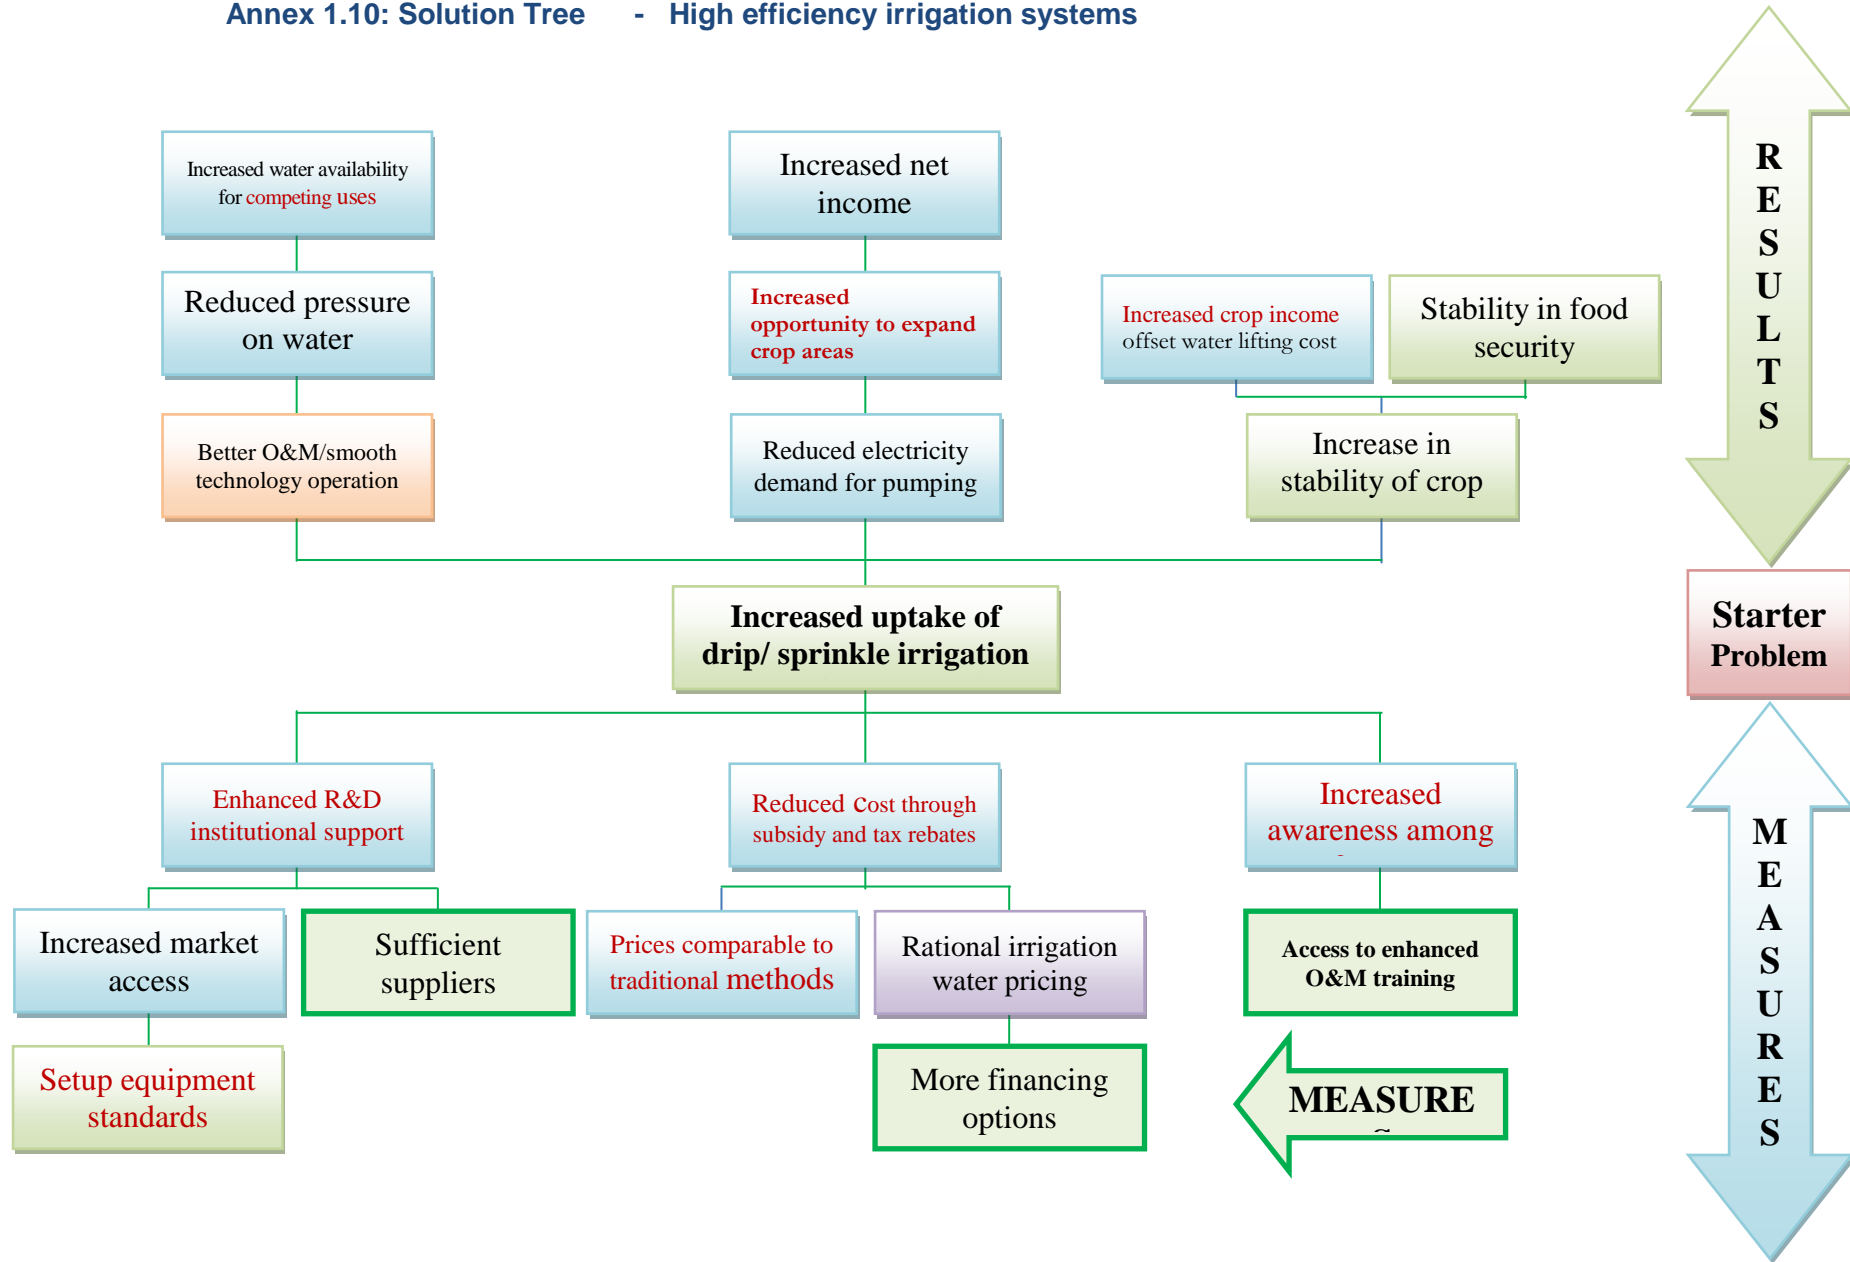 Annex 1.10: Solution Tree - High efficiency irrigation systems
Increased water availability
for competing uses
Increased net
income
Reduced pressure
on water
Increased
opportunity to expand
crop areas
Increased crop income
offset water lifting cost
Stability in food
security
Better O&M/smooth
technology operation
Reduced electricity
demand for pumping
Increase in
stability of crop
RESULTS
Increased uptake of
drip/ sprinkle irrigation
Starter
Problem
Enhanced R&D
institutional support
Reduced Cost through
subsidy and tax rebates
Increased
awareness among
Increased market
access
Sufficient
suppliers
Prices comparable to
traditional methods
Rational irrigation
water pricing
Access to enhanced
O&M training
Setup equipment
standards
More financing
options
MEASURE
MEASURES